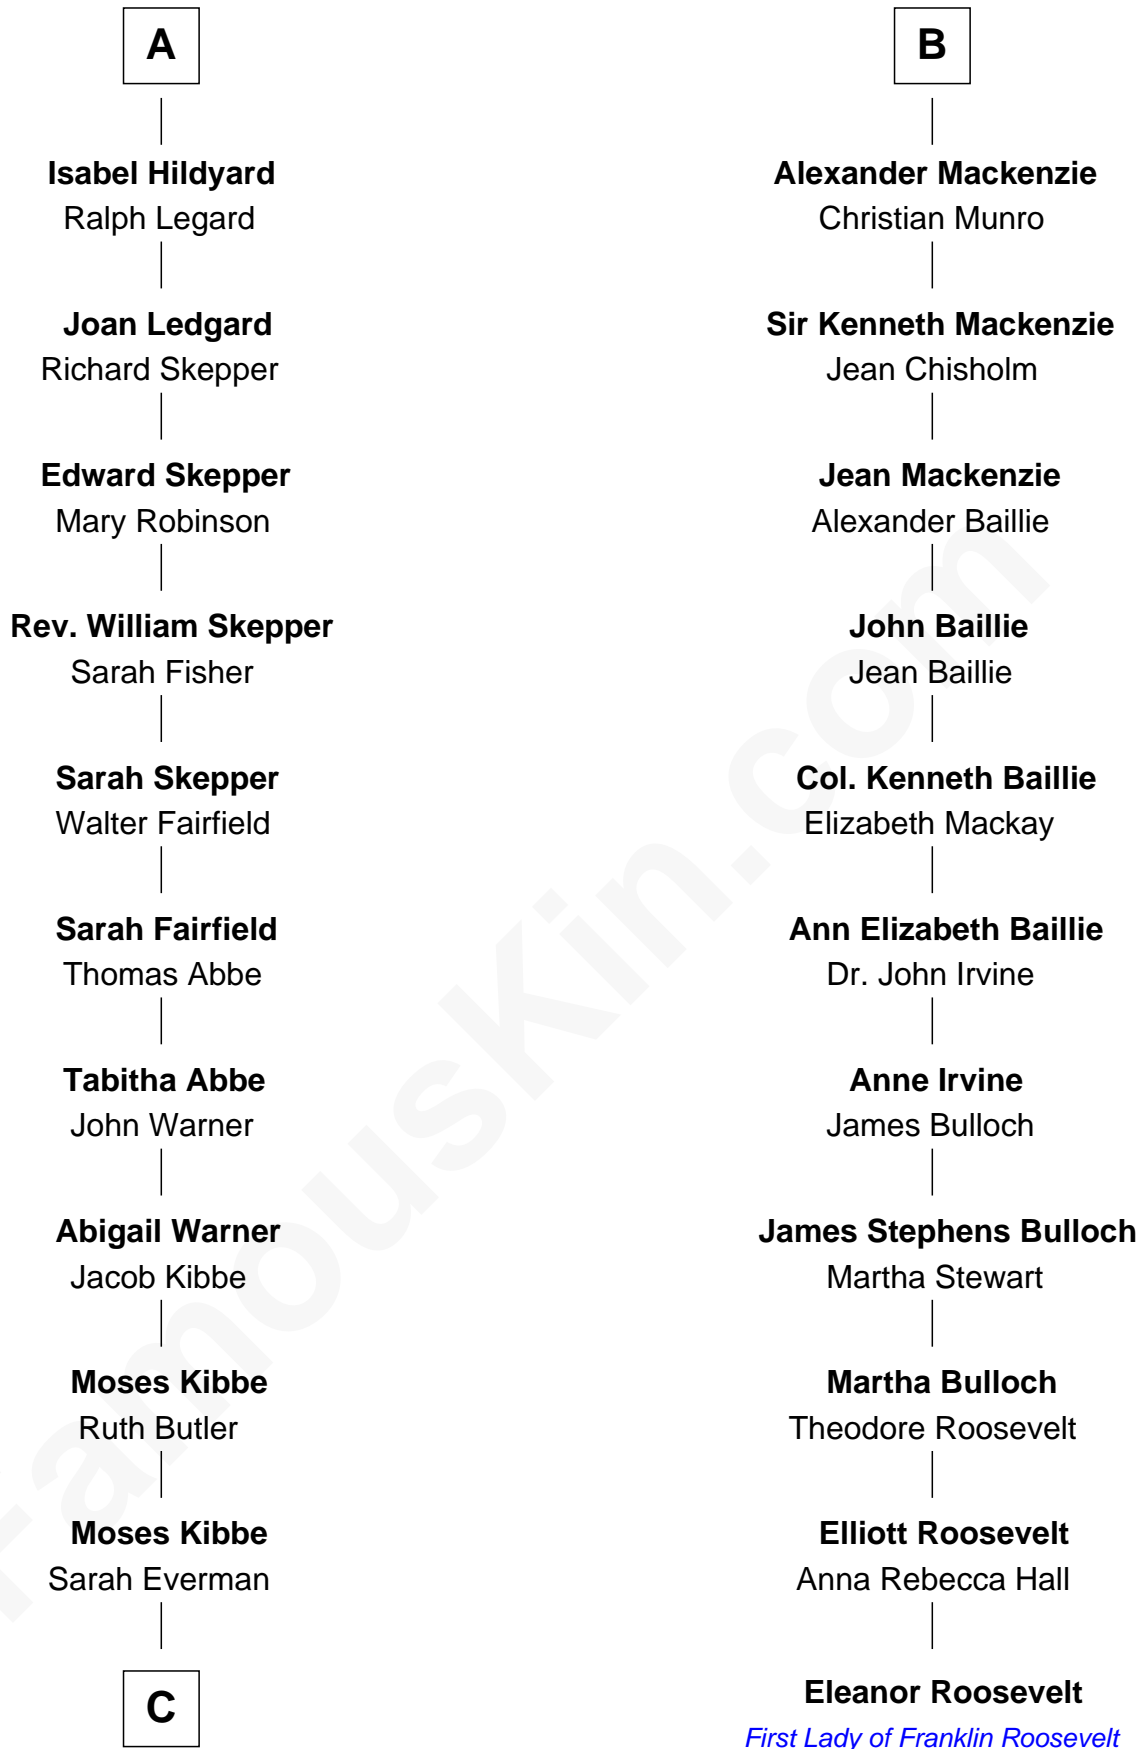 A
Isabel Hildyard
Ralph Legard
Joan Ledgard
Richard Skepper
Edward Skepper
Mary Robinson
Rev. William Skepper
Sarah Fisher
Sarah Skepper
Walter Fairfield
Sarah Fairfield
Thomas Abbe
Tabitha Abbe
John Warner
Abigail Warner
Jacob Kibbe
Moses Kibbe
Ruth Butler
Moses Kibbe
Sarah Everman
C
B
Alexander Mackenzie
Christian Munro
Sir Kenneth Mackenzie
Jean Chisholm
Jean Mackenzie
Alexander Baillie
John Baillie
Jean Baillie
Col. Kenneth Baillie
Elizabeth Mackay
Ann Elizabeth Baillie
Dr. John Irvine
Anne Irvine
James Bulloch
James Stephens Bulloch
Martha Stewart
Martha Bulloch
Theodore Roosevelt
Elliott Roosevelt
Anna Rebecca Hall
Eleanor Roosevelt
First Lady of Franklin Roosevelt
FamousKin.com